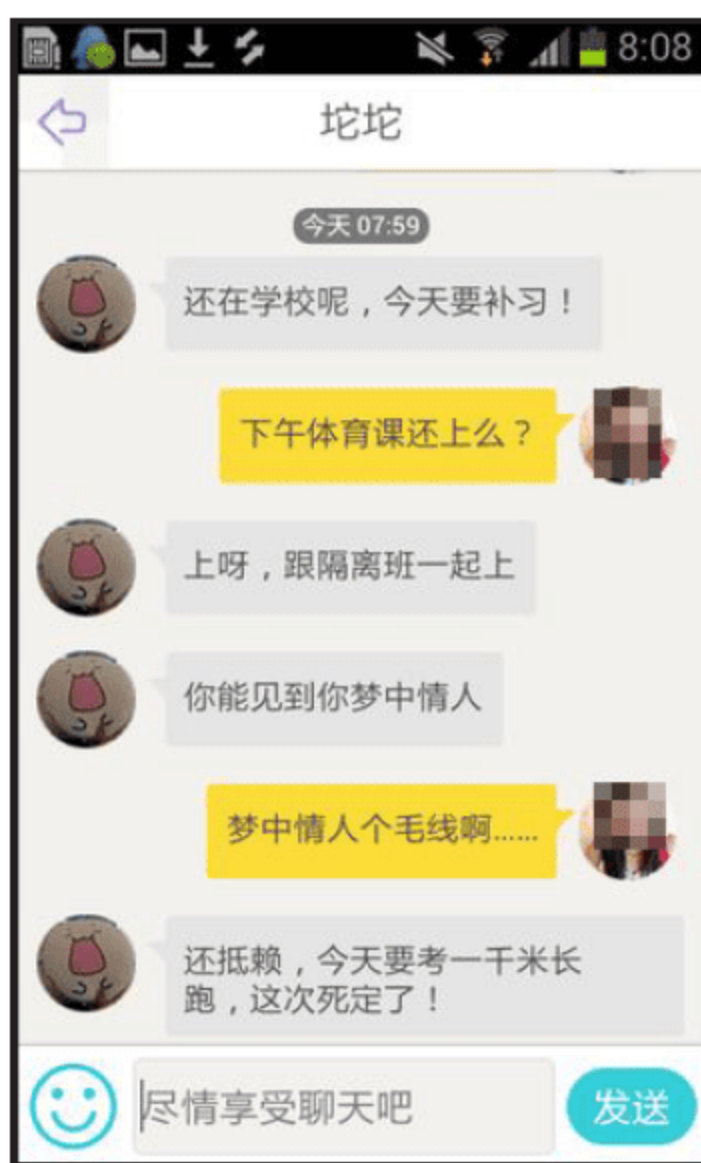 8:08
坨坨
今天 07:59
还在学校呢，今天要补习！
下午体育课还上么？
上呀，跟隔离班一起上
你能见到你梦中情人
梦中情人个毛线啊......
还抵赖，今天要考一千米长
跑，这次死定了！
尽情享受聊天吧
发送